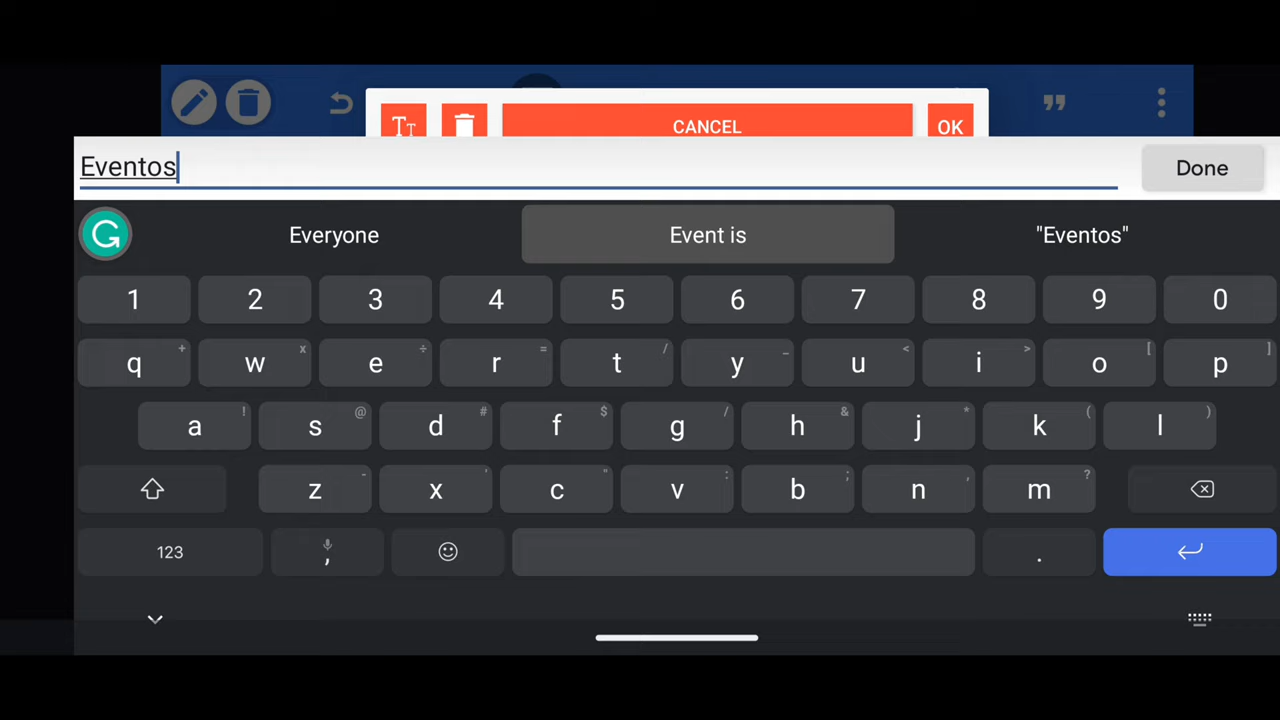 Tт CANCEL OK
Eventos Done
Everyone Event is "Eventos"
1 2 3 4 5 6 7 8 9 0
q + w x e ÷ r = t / y _ u < i > o [ p ]
a ! s @ d # f $ g / h & j * k ( l )
z - x ' c " v : b ; n , m ?
123 , .